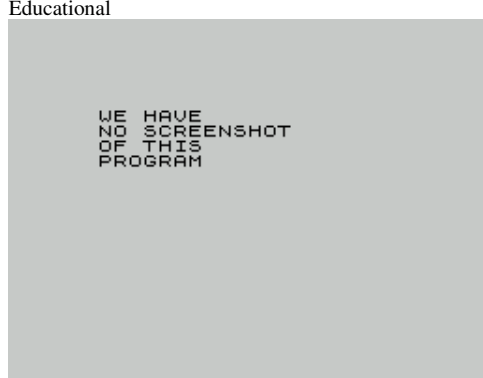 Educational
WE HAVE
NO SCREENSHOT
OF THIS
PROGRAM